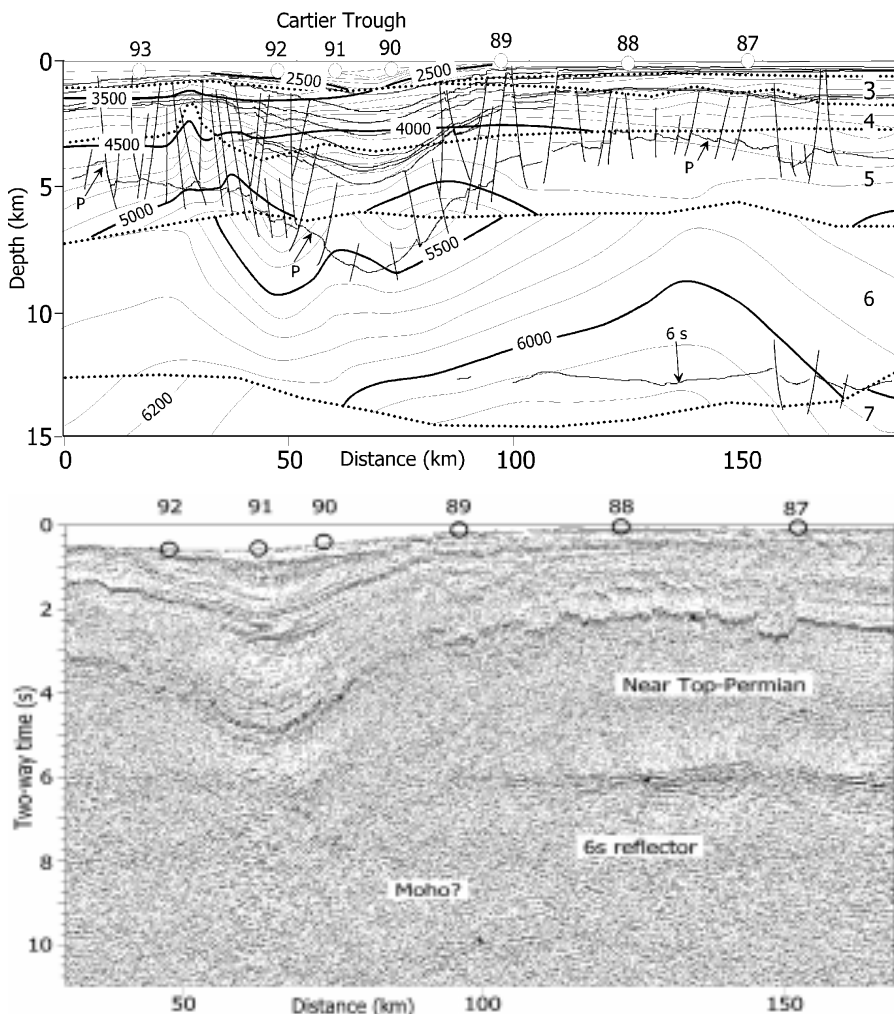 Cartier Trough
93 92 91 90 89 88 87
0
2500 2500
3500
3
4000
4
4500
P
P
5
5
5000
5500
P
6
10
6000
6 s
6200
7
15
Depth (km)
0 50 100 150
Distance (km)
92 91 90 89 88 87
0
2
Near Top-Permian
4
6
6s reflector
8
Moho?
10
Two-way time (s)
50 100 150
Distance (km)